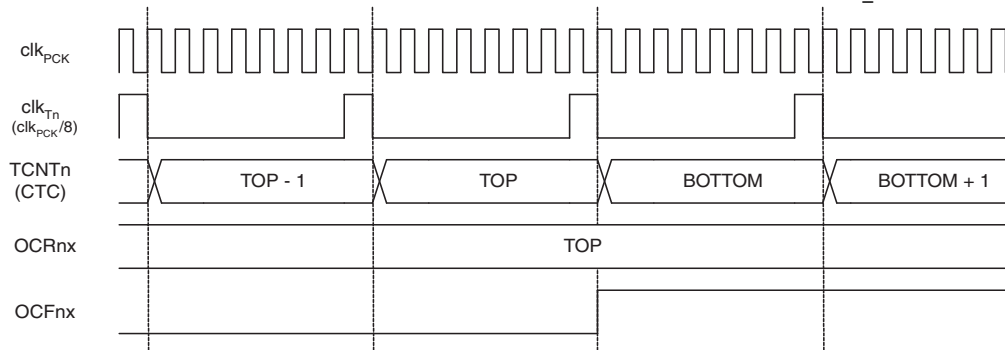 clkPCK
clkTn
(clkPCK/8)
TCNTn
(CTC)
TOP - 1
TOP
BOTTOM
BOTTOM + 1
OCRnx
TOP
OCFnx